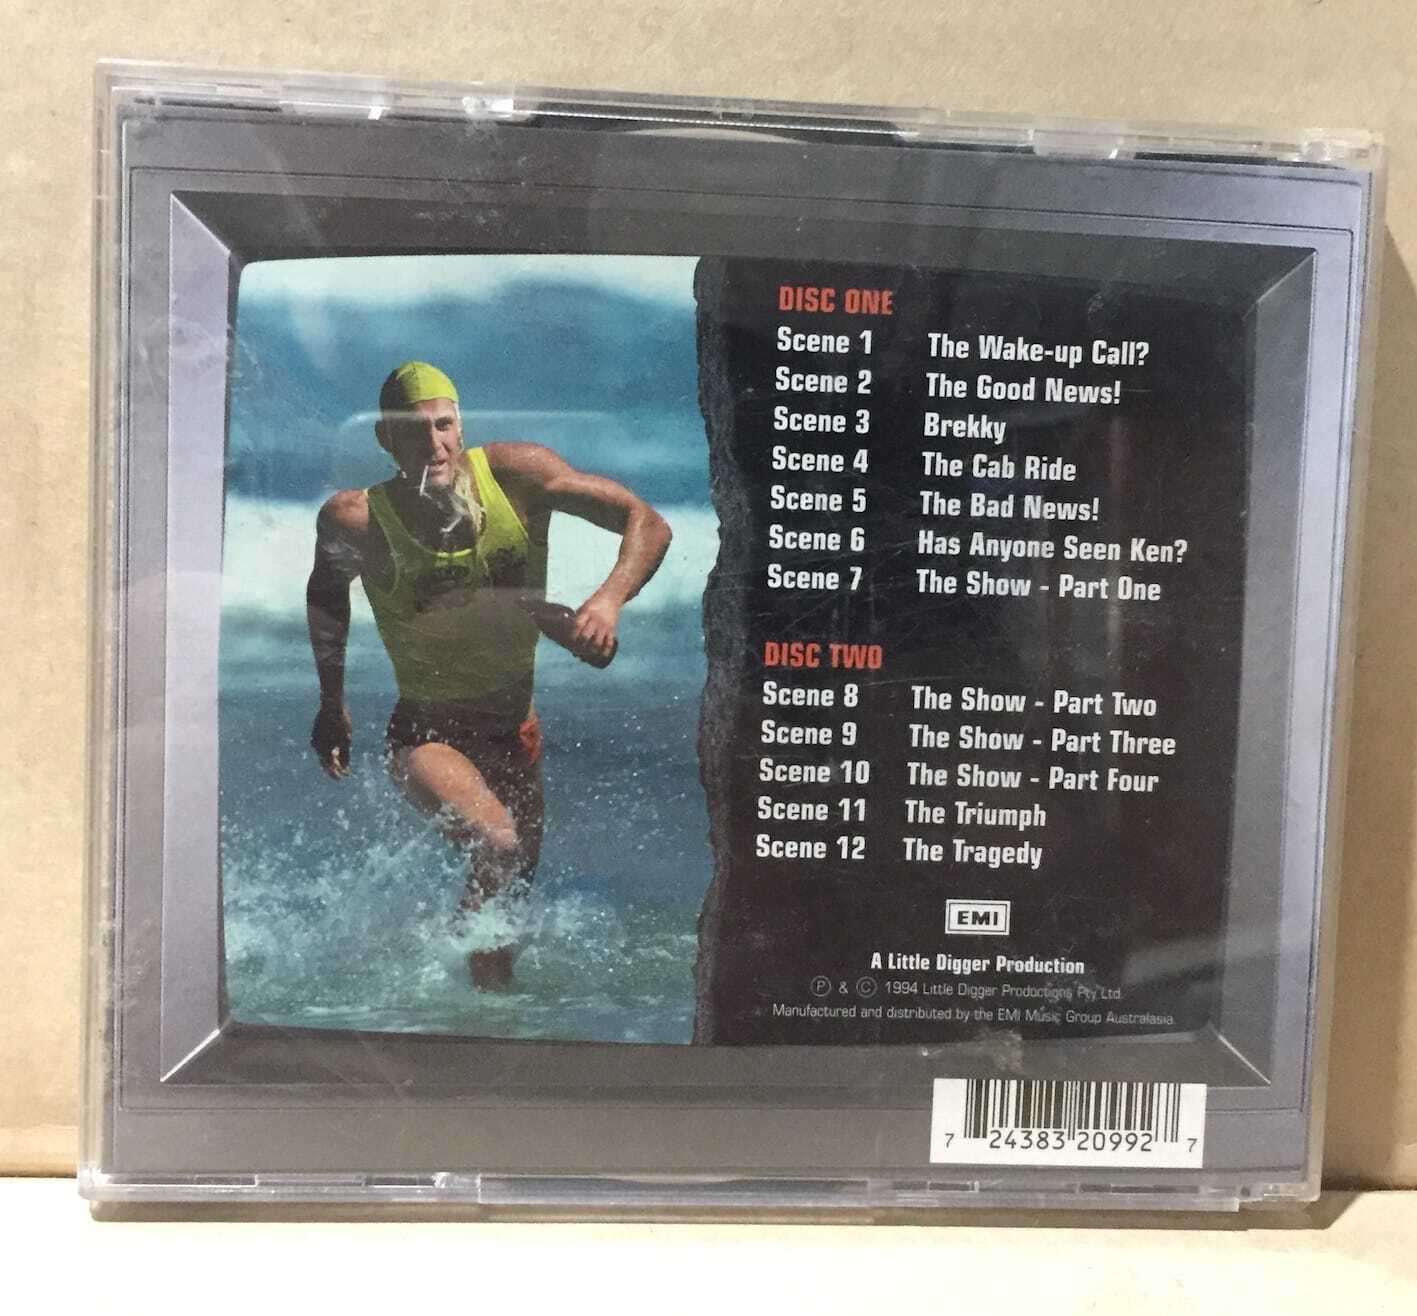 DISC ONE
Scene 1 The Wake-up Call?
Scene 2 The Good News!
Scene 3 Brekky
Scene 4 The Cab Ride
Scene 5 The Bad News!
Scene 6 Has Anyone Seen Ken?
Scene 7 The Show - Part One
DISC TWO
Scene 8 The Show - Part Two
Scene 9 The Show - Part Three
Scene 10 The Show - Part Four
Scene 11 The Triumph
Scene 12 The Tragedy
EMI
A Little Digger Production
Ⓟ & © 1994 Little Digger Productions Pty Ltd.
Manufactured and distributed by the EMI Music Group Australasia.
7 24383 20992 7